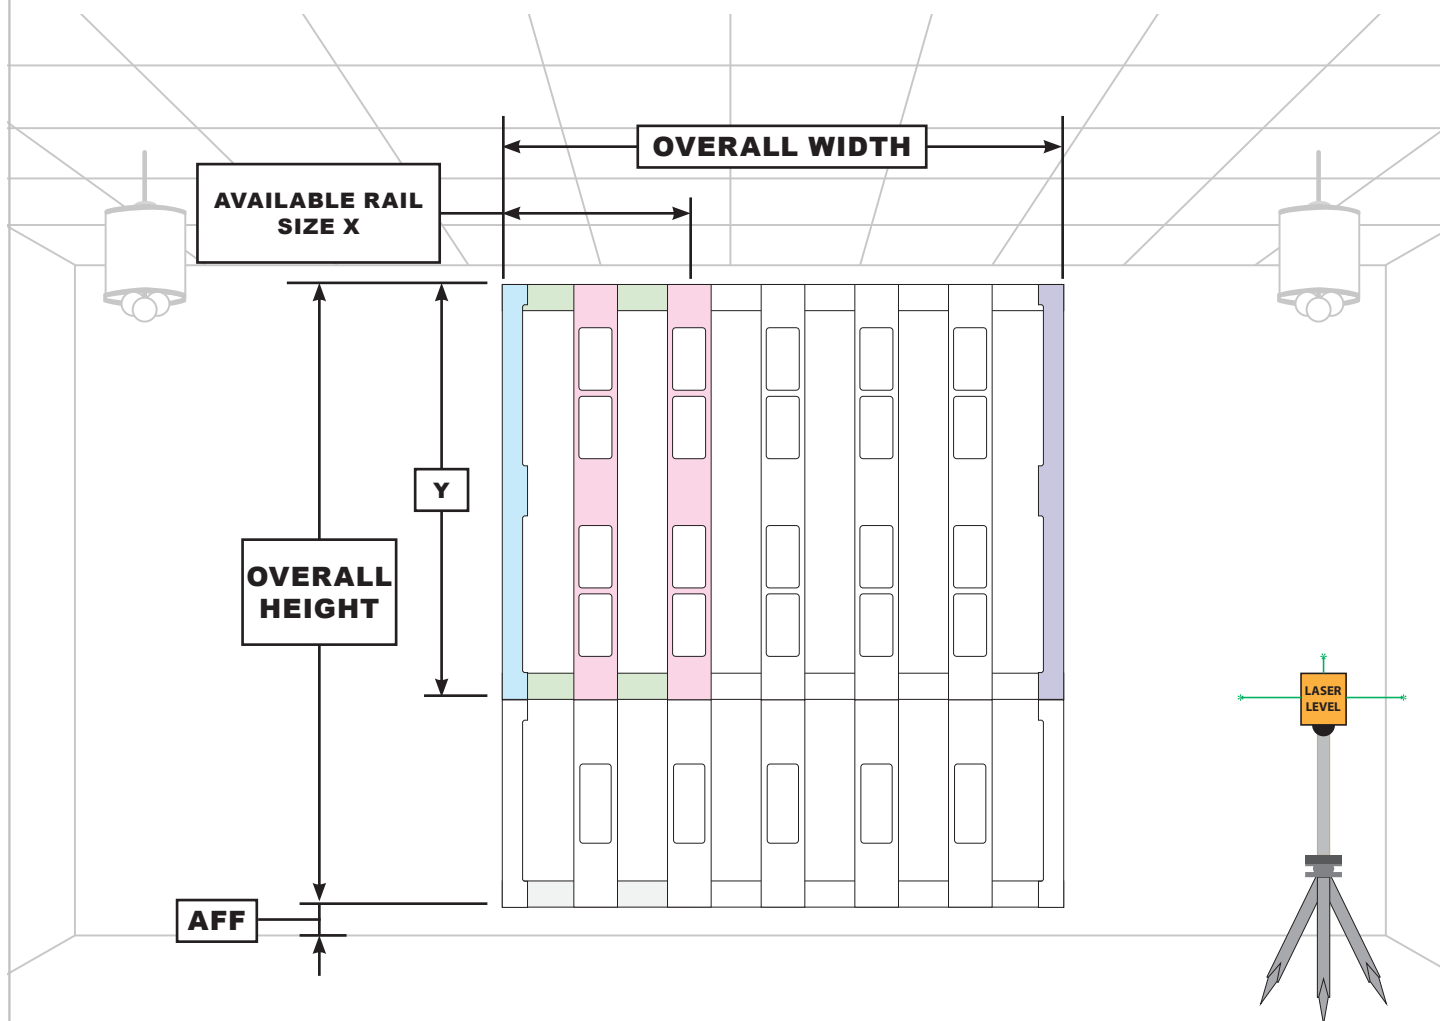 OVERALL WIDTH
AVAILABLE RAIL
SIZE X
Y
OVERALL
HEIGHT
LASER
LEVEL
AFF